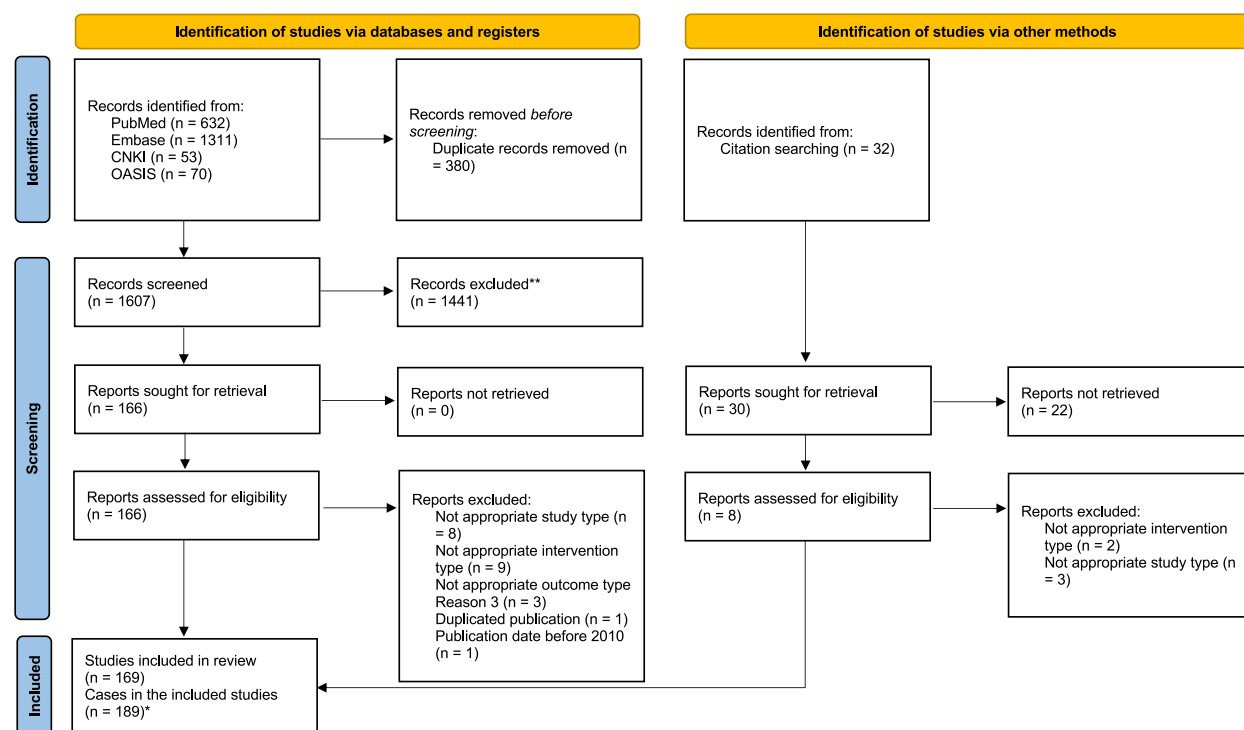 Identification of studies via databases and registers
Identification of studies via other methods
Identification
Records identified from:
PubMed (n = 632)
Embase (n = 1311)
CNKI (n = 53)
OASIS (n = 70)
Records removed before
screening:
Duplicate records removed (n
= 380)
Records identified from:
Citation searching (n = 32)
Screening
Records screened
(n = 1607)
Records excluded**
(n = 1441)
Reports sought for retrieval
(n = 166)
Reports not retrieved
(n = 0)
Reports sought for retrieval
(n = 30)
Reports not retrieved
(n = 22)
Reports assessed for eligibility
(n = 166)
Reports excluded:
Not appropriate study type (n
= 8)
Not appropriate intervention
type (n = 9)
Not appropriate outcome type
Reason 3 (n = 3)
Duplicated publication (n = 1)
Publication date before 2010
(n = 1)
Reports assessed for eligibility
(n = 8)
Reports excluded:
Not appropriate intervention
type (n = 2)
Not appropriate study type (n
= 3)
Included
Studies included in review
(n = 169)
Cases in the included studies
(n = 189)*